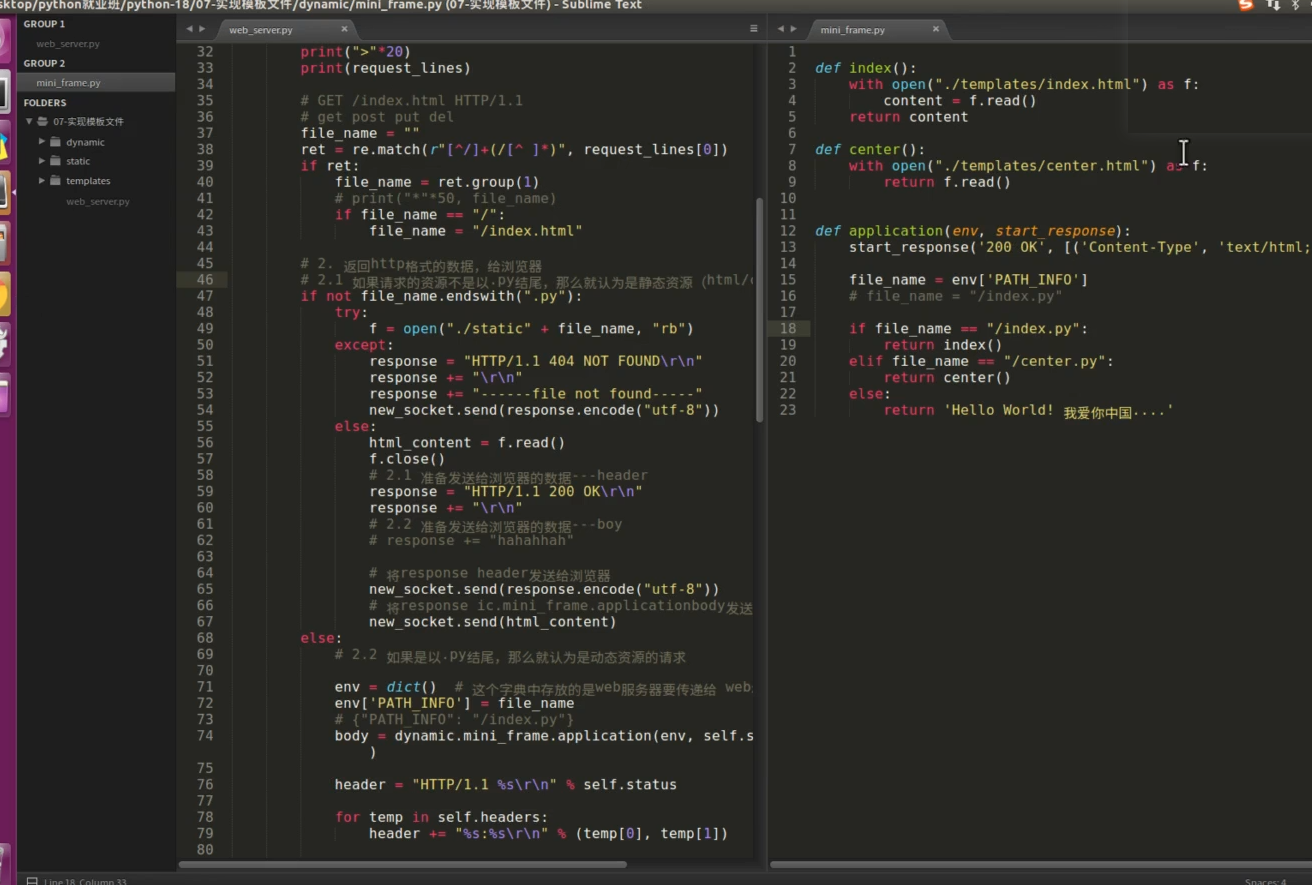 sktop/python就业班/python-18/07-实现模板文件/dynamic/mini_frame.py (07-实现模板文件) - Sublime Text
GROUP 1
web_server.py
GROUP 2
mini_frame.py
FOLDERS
07-实现模板文件
dynamic
static
templates
web_server.py
web_server.py
32 print(">"*20)
33 print(request_lines)
34
35 # GET /index.html HTTP/1.1
36 # get post put del
37 file_name = ""
38 ret = re.match(r"[^/]+(/[^ ]*)", request_lines[0])
39 if ret:
40 file_name = ret.group(1)
41 # print("*"*50, file_name)
42 if file_name == "/":
43 file_name = "/index.html"
44
45 # 2. 返回http格式的数据，给浏览器
46 # 2.1 如果请求的资源不是以.py结尾，那么就认为是静态资源（html/
47 if not file_name.endswith(".py"):
48 try:
49 f = open("./static" + file_name, "rb")
50 except:
51 response = "HTTP/1.1 404 NOT FOUND\r\n"
52 response += "\r\n"
53 response += "------file not found-----"
54 new_socket.send(response.encode("utf-8"))
55 else:
56 html_content = f.read()
57 f.close()
58 # 2.1 准备发送给浏览器的数据---header
59 response = "HTTP/1.1 200 OK\r\n"
60 response += "\r\n"
61 # 2.2 准备发送给浏览器的数据---boy
62 # response += "hahahhah"
63
64 # 将response header发送给浏览器
65 new_socket.send(response.encode("utf-8"))
66 # 将response ic.mini_frame.applicationbody发送
67 new_socket.send(html_content)
68 else:
69 # 2.2 如果是以.py结尾，那么就认为是动态资源的请求
70
71 env = dict() # 这个字典中存放的是web服务器要传递给 web
72 env['PATH_INFO'] = file_name
73 # {"PATH_INFO": "/index.py"}
74 body = dynamic.mini_frame.application(env, self.s
)
75
76 header = "HTTP/1.1 %s\r\n" % self.status
77
78 for temp in self.headers:
79 header += "%s:%s\r\n" % (temp[0], temp[1])
80
mini_frame.py
1
2 def index():
3 with open("./templates/index.html") as f:
4 content = f.read()
5 return content
6
7 def center():
8 with open("./templates/center.html") as f:
9 return f.read()
10
11
12 def application(env, start_response):
13 start_response('200 OK', [('Content-Type', 'text/html;
14
15 file_name = env['PATH_INFO']
16 # file_name = "/index.py"
17
18 if file_name == "/index.py":
19 return index()
20 elif file_name == "/center.py":
21 return center()
22 else:
23 return 'Hello World! 我爱你中国....'
Line 18, Column 33
Spaces: 4